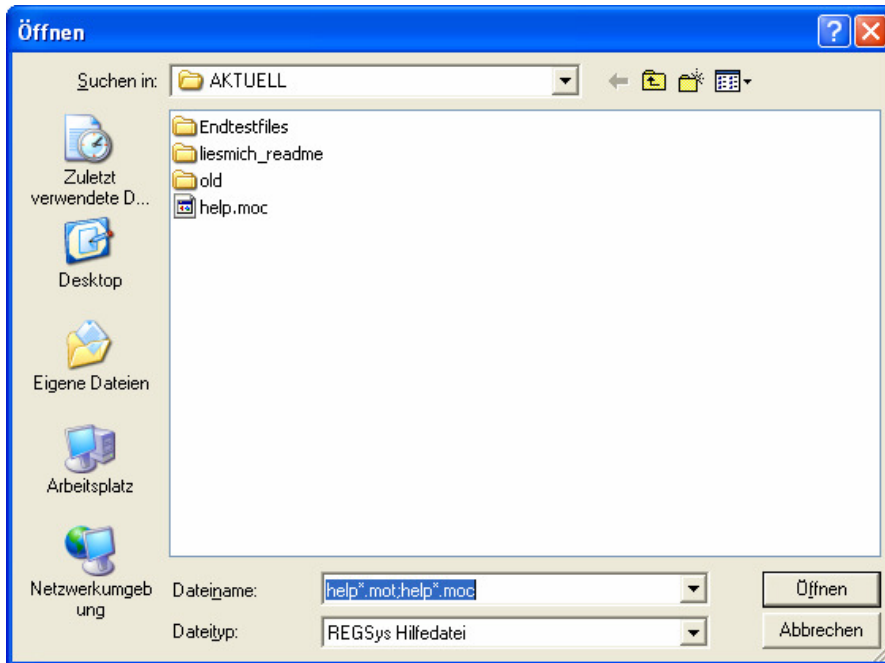 Öffnen
Suchen in:
AKTUELL
Zuletzt
verwendete D...
Desktop
Eigene Dateien
Arbeitsplatz
Netzwerkumgeb
ung
Endtestfiles
liesmich_readme
old
help.moc
Dateiname:
help*.mot;help*.moc
Öffnen
Dateityp:
REGSys Hilfedatei
Abbrechen